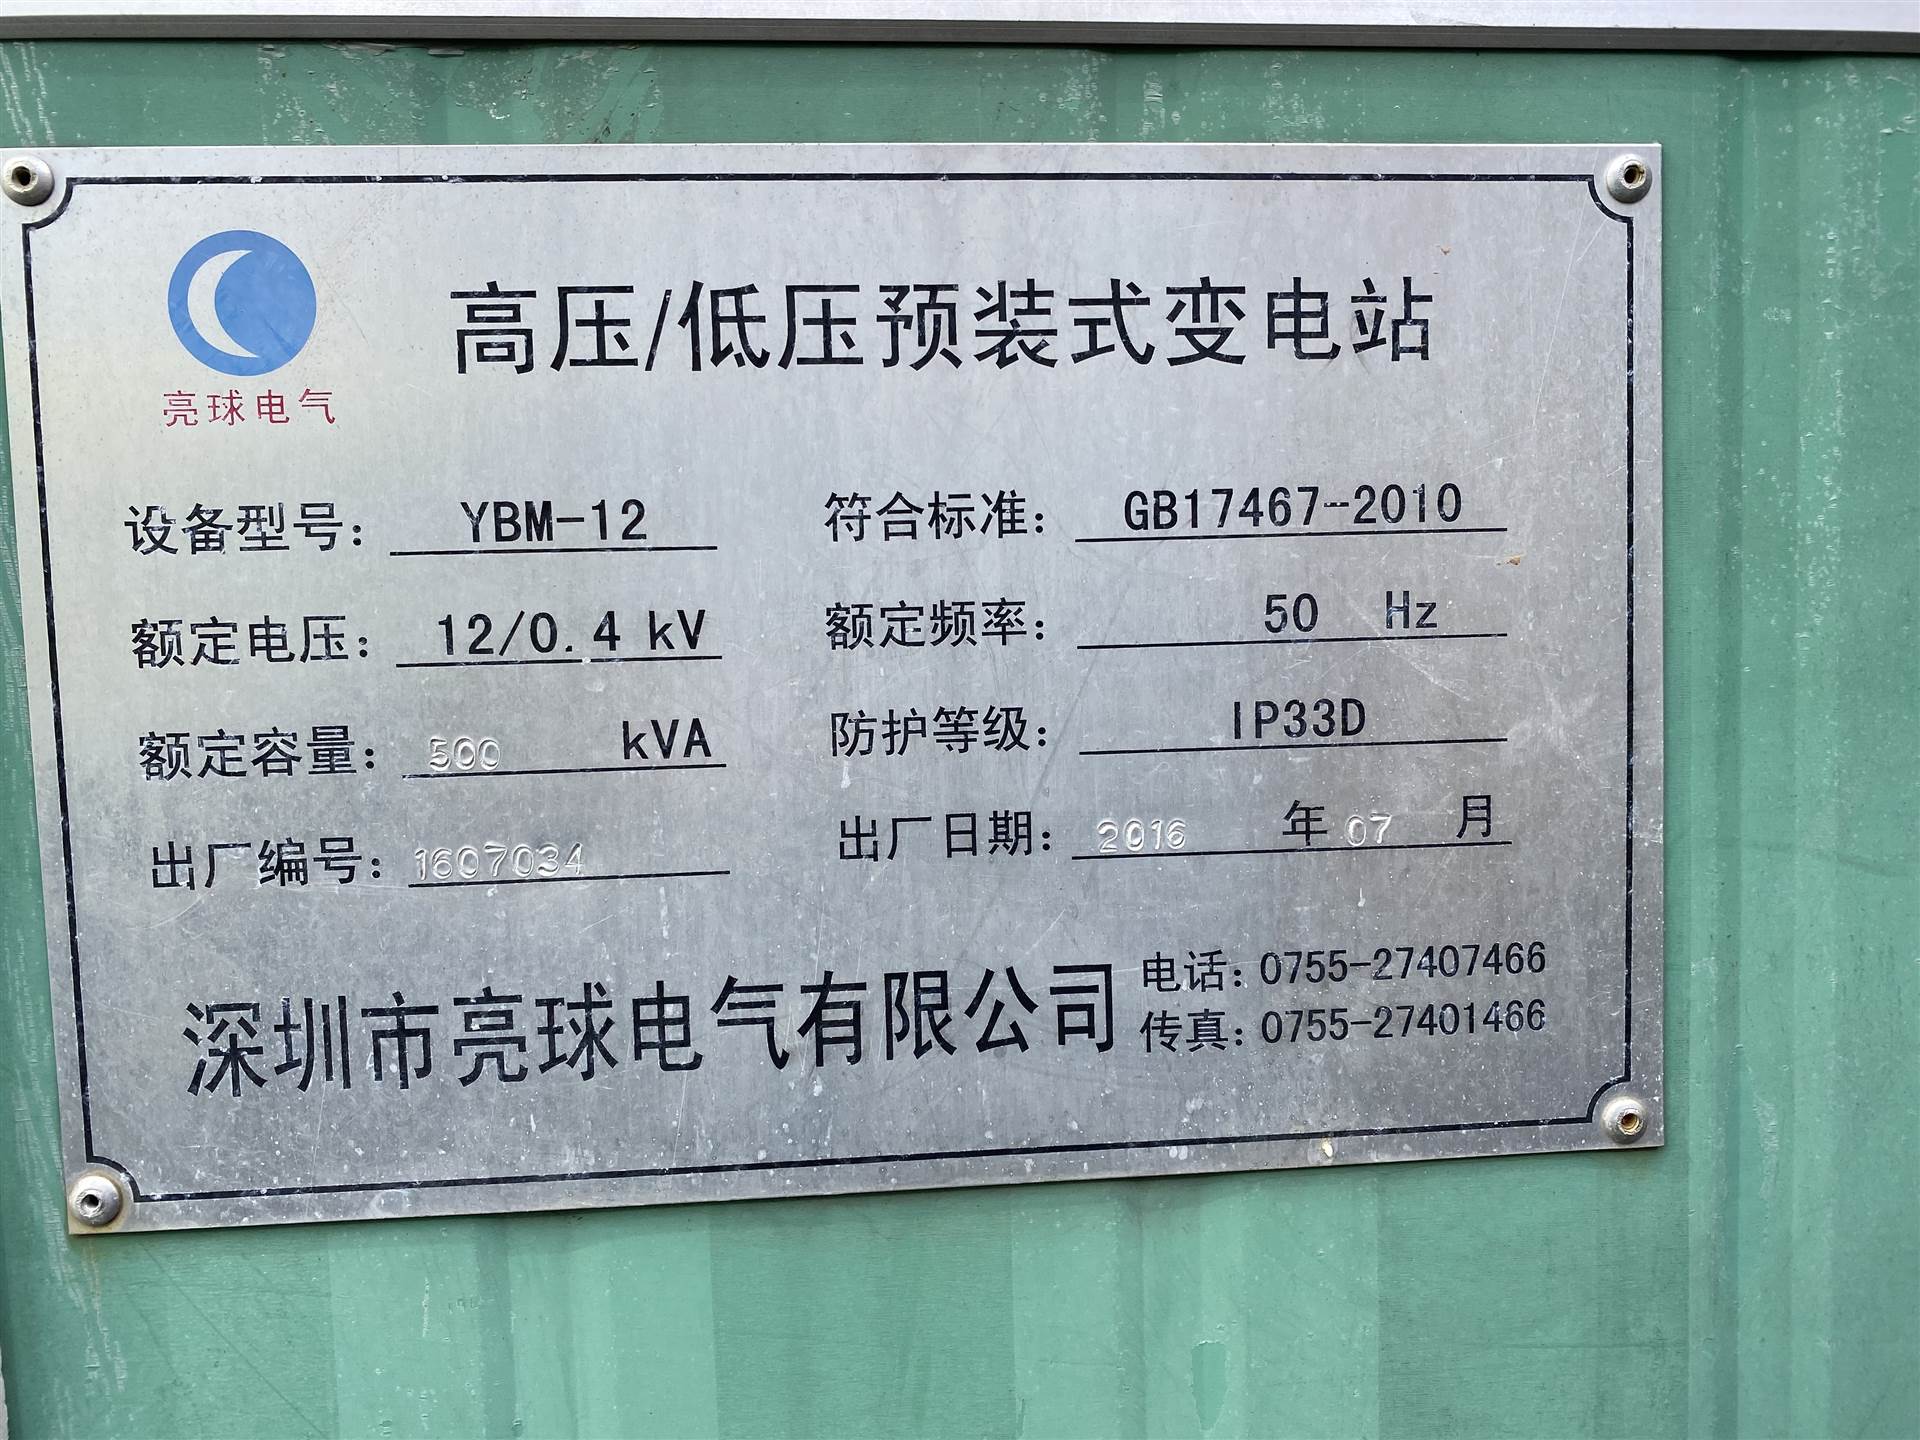 高压/低压预装式变电站
亮球电气
设备型号: YBM-12 符合标准: GB17467-2010
额定电压: 12/0.4 kV 额定频率: 50 Hz
额定容量: 500 kVA 防护等级: IP33D
出厂编号: 1607034 出厂日期: 2016 年 07 月
深圳市亮球电气有限公司
电话: 0755-27407466
传真: 0755-27401466